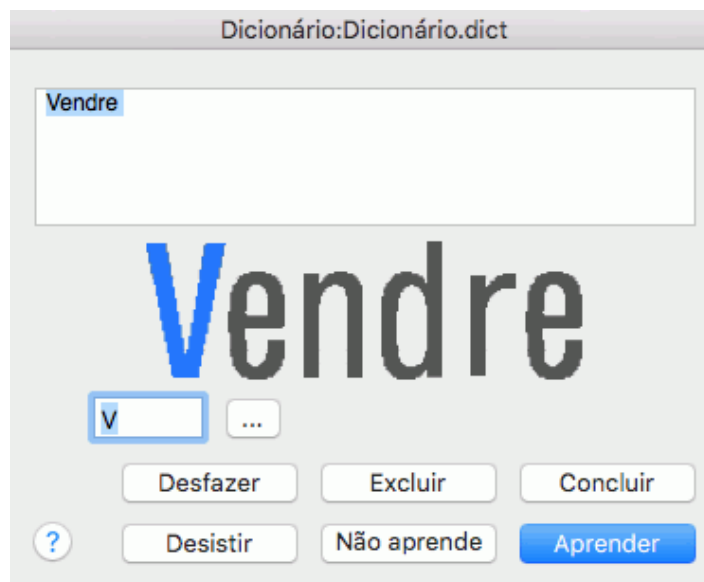 Dicionário:Dicionário.dict
Vendre
Vendre
V
...
Desfazer
Excluir
Concluir
?
Desistir
Não aprende
Aprender